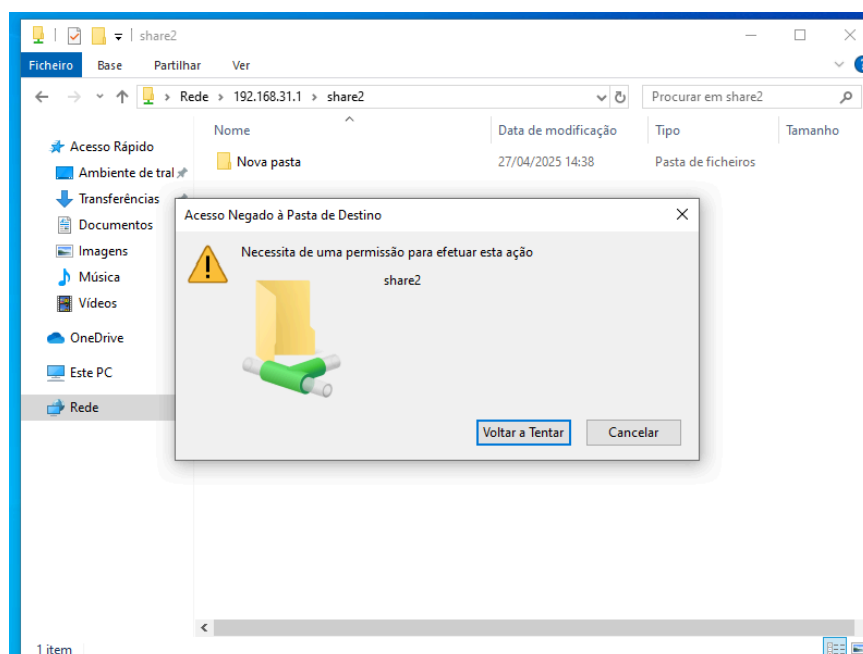 share2
Ficheiro Base Partilhar Ver
Rede > 192.168.31.1 > share2
Procurar em share2
Nome Data de modificação Tipo Tamanho
Nova pasta 27/04/2025 14:38 Pasta de ficheiros
Acesso Rápido
Ambiente de tral
Transferências
Documentos
Imagens
Música
Vídeos
OneDrive
Este PC
Rede
Acesso Negado à Pasta de Destino
Necessita de uma permissão para efetuar esta ação
share2
Voltar a Tentar Cancelar
1 item